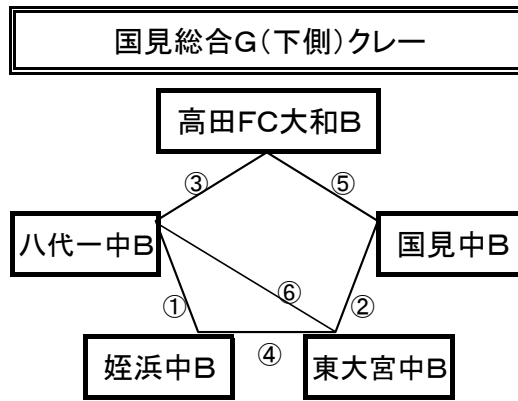 国見総合G(下側)クレー
高田FC大和B
③ ⑤
八代一中B 国見中B
⑥
① ②
④
姪浜中B 東大宮中B